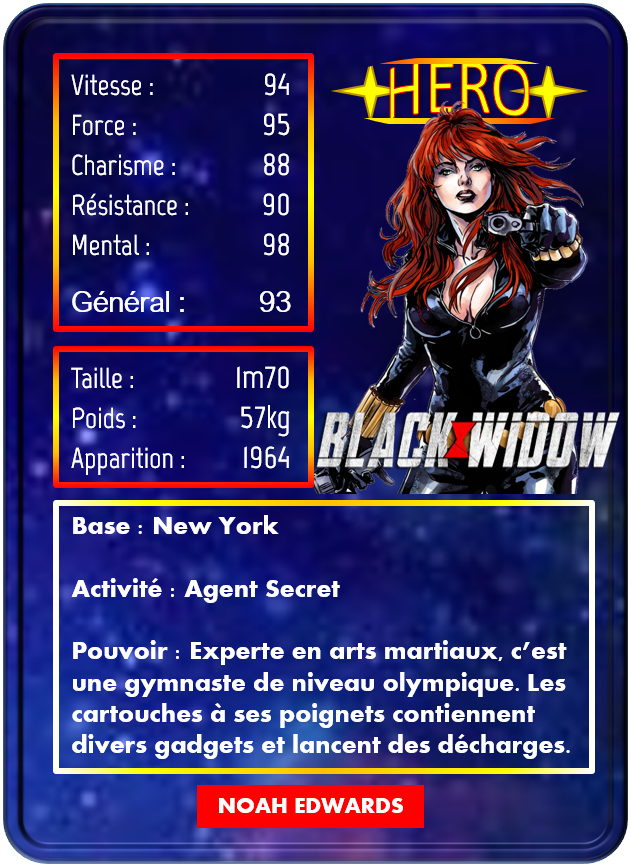 Vitesse : 94
Force : 95
Charisme : 88
Résistance : 90
Mental : 98
Général : 93
HERO
Taille : 1m70
Poids : 57kg
Apparition : 1964
BLACK WIDOW
Base : New York
Activité : Agent Secret
Pouvoir : Experte en arts martiaux, c’est
une gymnaste de niveau olympique. Les
cartouches à ses poignets contiennent
divers gadgets et lancent des décharges.
NOAH EDWARDS